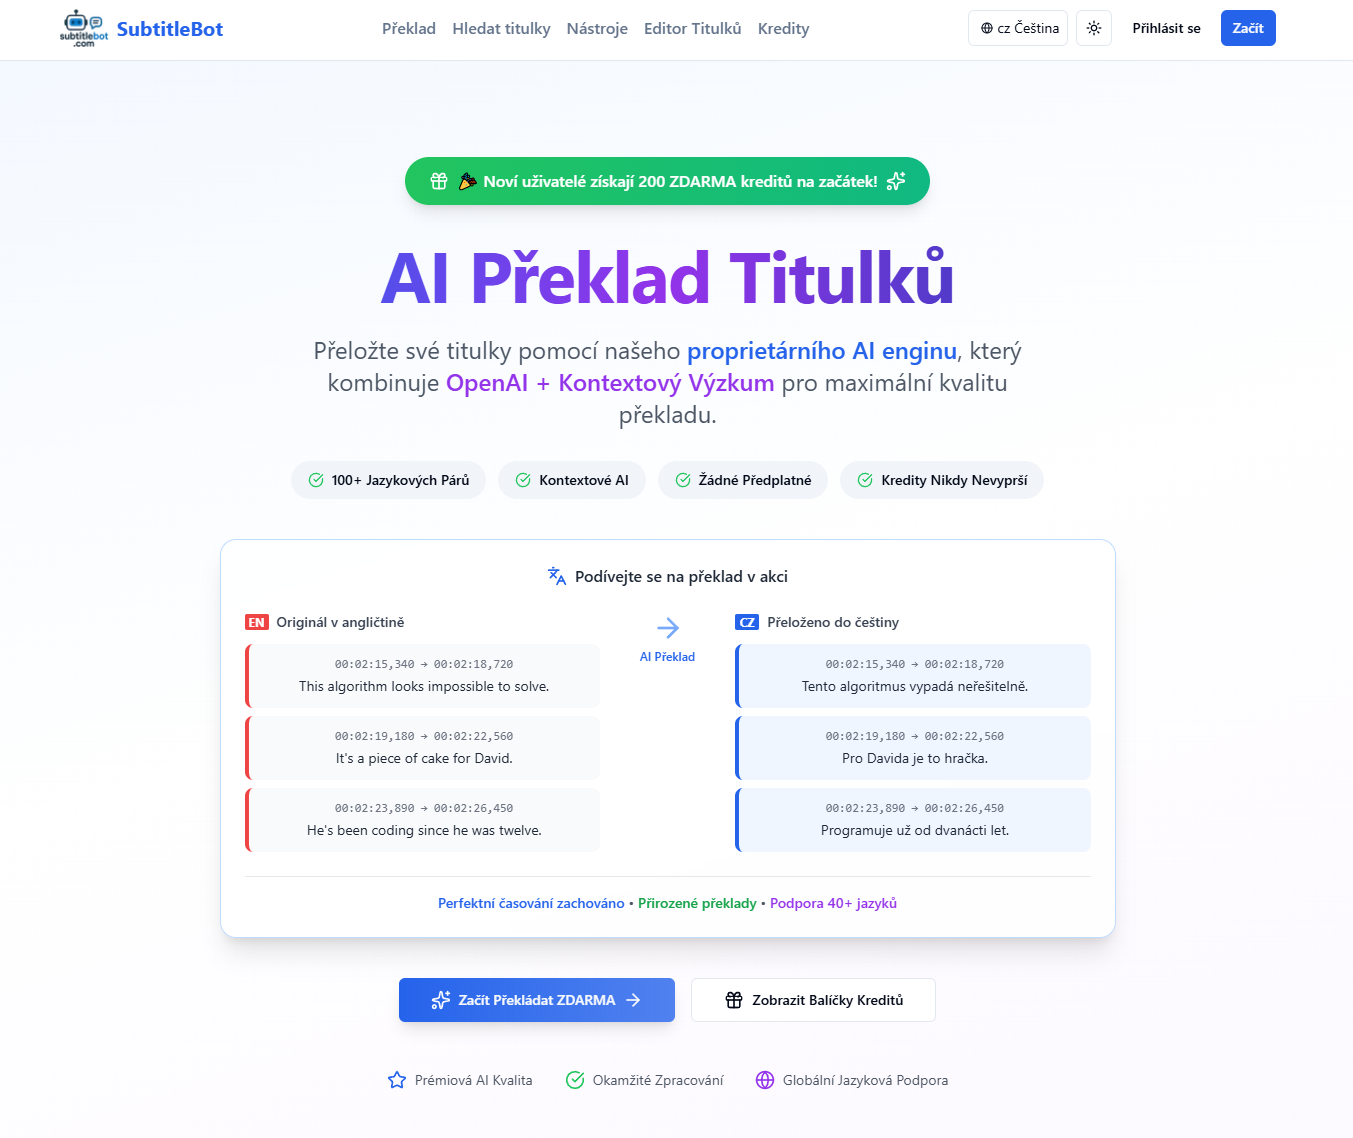 subtitlebot
.com
SubtitleBot
Překlad
Hledat titulky
Nástroje
Editor Titulků
Kredity
cz Čeština
Přihlásit se
Začít
Noví uživatelé získají 200 ZDARMA kreditů na začátek!
AI Překlad Titulků
Přeložte své titulky pomocí našeho proprietárního AI enginu, který
kombinuje OpenAI + Kontextový Výzkum pro maximální kvalitu
překladu.
100+ Jazykových Párů
Kontextové AI
Žádné Předplatné
Kredity Nikdy Nevyprší
Podívejte se na překlad v akci
EN Originál v angličtině
00:02:15,340 → 00:02:18,720
This algorithm looks impossible to solve.
00:02:19,180 → 00:02:22,560
It's a piece of cake for David.
00:02:23,890 → 00:02:26,450
He's been coding since he was twelve.
AI Překlad
CZ Přeloženo do češtiny
00:02:15,340 → 00:02:18,720
Tento algoritmus vypadá neřešitelně.
00:02:19,180 → 00:02:22,560
Pro Davida je to hračka.
00:02:23,890 → 00:02:26,450
Programuje už od dvanácti let.
Perfektní časování zachováno • Přirozené překlady • Podpora 40+ jazyků
Začít Překládat ZDARMA
Zobrazit Balíčky Kreditů
Prémiová AI Kvalita
Okamžité Zpracování
Globální Jazyková Podpora